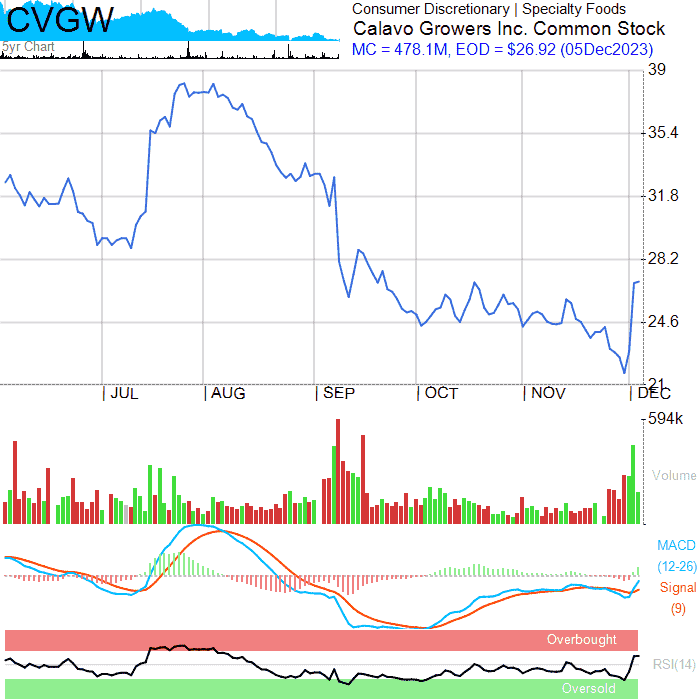 CVGW
5yr Chart
Consumer Discretionary | Specialty Foods
Calavo Growers Inc. Common Stock
MC = 478.1M, EOD = $26.92 (05Dec2023)
39
35.4
31.8
28.2
24.6
21
| JUL | AUG | SEP | OCT | NOV | DEC
594k
Volume
MACD
(12-26)
Signal
(9)
Overbought
RSI(14)
Oversold